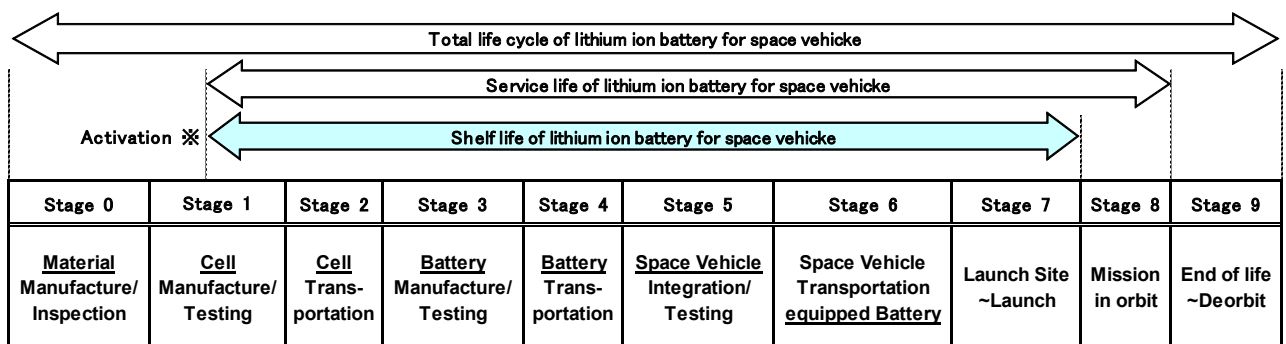 Total life cycle of lithium ion battery for space vehicke
Service life of lithium ion battery for space vehicke
Activation ※
Shelf life of lithium ion battery for space vehicke
Stage 0
Stage 1
Stage 2
Stage 3
Stage 4
Stage 5
Stage 6
Stage 7
Stage 8
Stage 9
Material
Manufacture/
Inspection
Cell
Manufacture/
Testing
Cell
Trans-
portation
Battery
Manufacture/
Testing
Battery
Trans-
portation
Space Vehicle
Integration/
Testing
Space Vehicle
Transportation
equipped Battery
Launch Site
~Launch
Mission
in orbit
End of life
~Deorbit